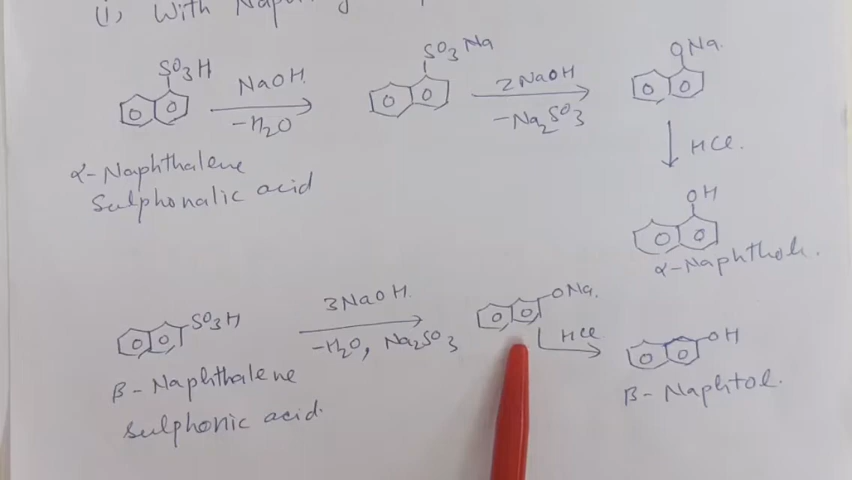 (i) With
SO3H NaOH. -H2O SO3Na 2NaOH -Na2SO3 ONa
HCl.
α-Naphthalene
Sulphonalic acid
OH
α-Naphthol.
SO3H 3NaOH. -H2O, Na2SO3 ONa. HCl OH
β-Naphthalene
sulphonic acid.
β-Naphtol.